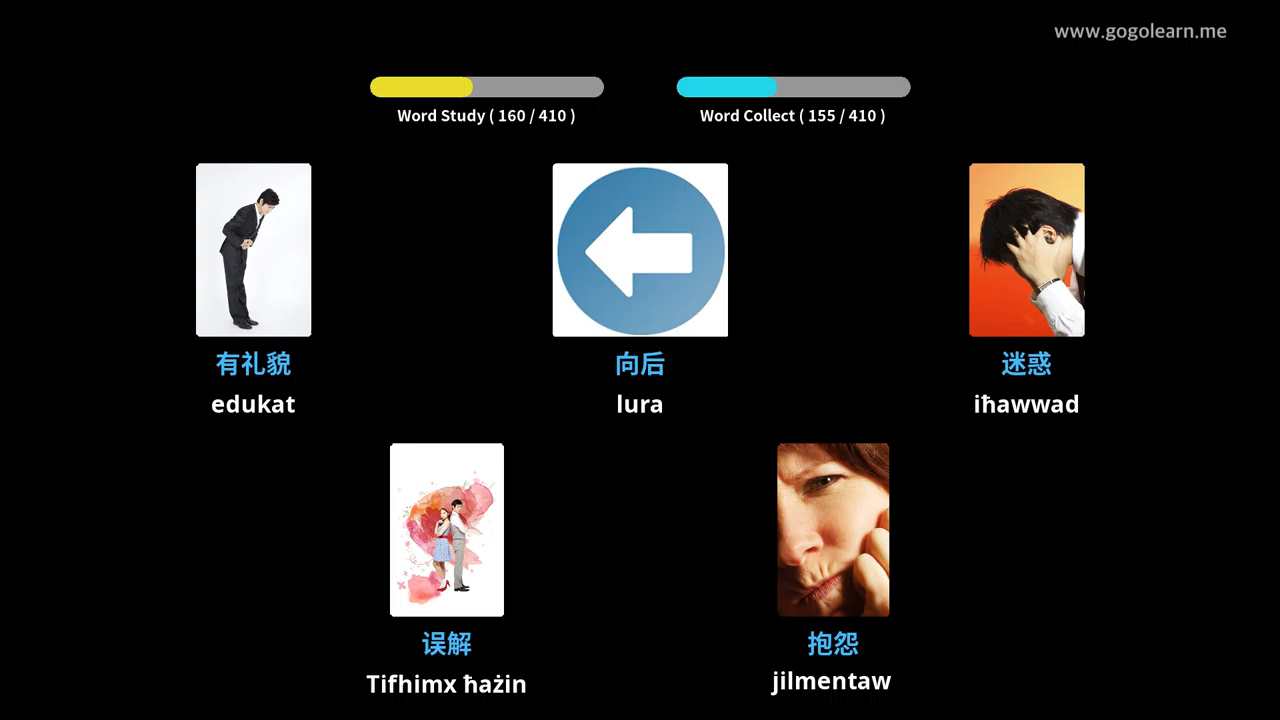 www.gogolearn.me
Word Study ( 160 / 410 )
Word Collect ( 155 / 410 )
有礼貌
edukat
向后
lura
迷惑
iħawwad
误解
Tifhimx ħażin
抱怨
jilmentaw